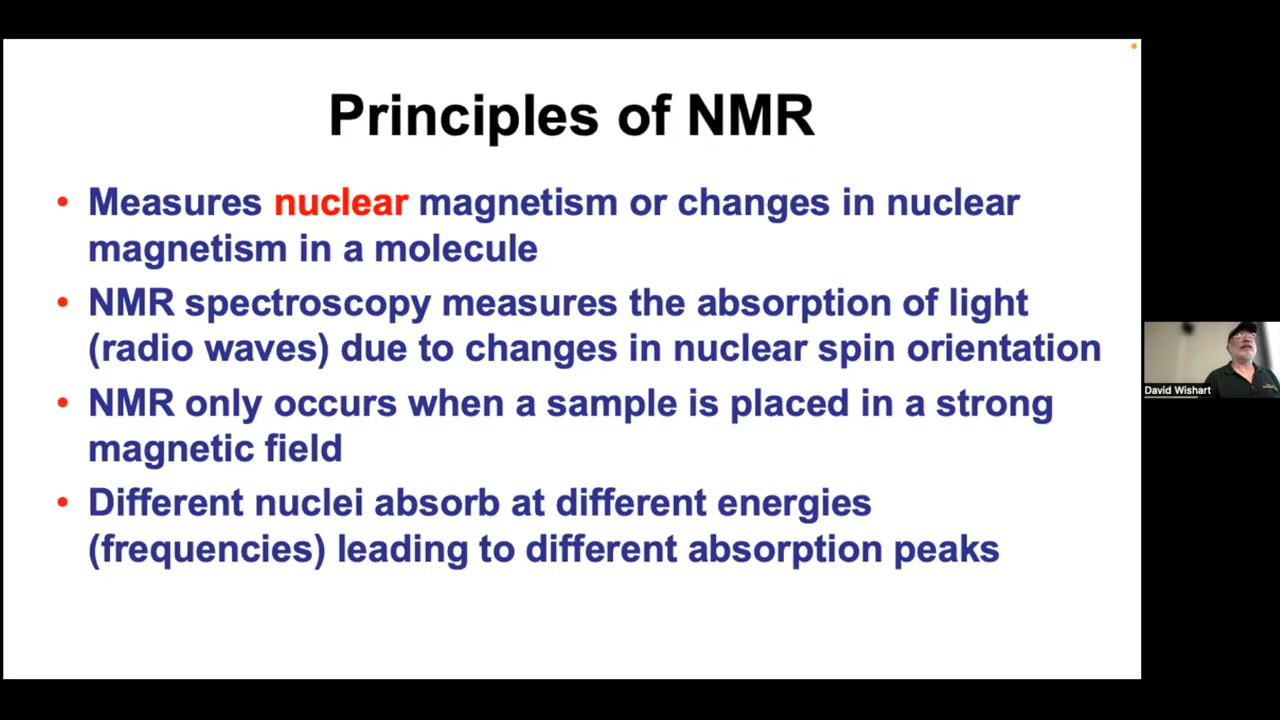 Principles of NMR
• Measures nuclear magnetism or changes in nuclear
magnetism in a molecule
• NMR spectroscopy measures the absorption of light
(radio waves) due to changes in nuclear spin orientation
• NMR only occurs when a sample is placed in a strong
magnetic field
• Different nuclei absorb at different energies
(frequencies) leading to different absorption peaks
David Wishart